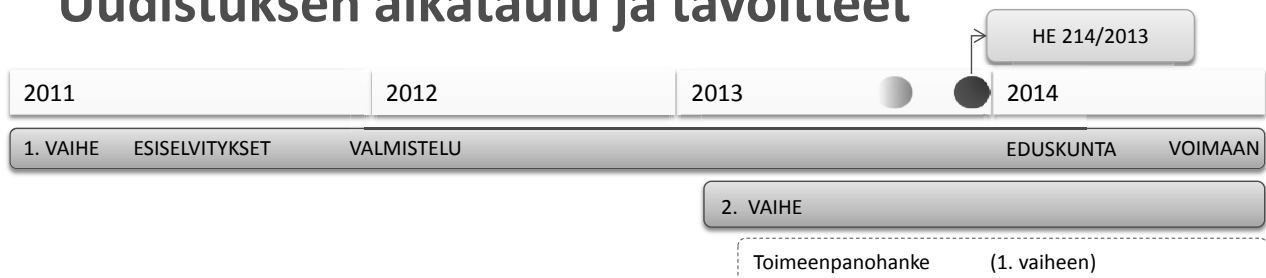 Uudistuksen aikataulu ja tavoitteet
HE 214/2013
2011 2012 2013 2014
1. VAIHE ESISELVITYKSET VALMISTELU EDUSKUNTA VOIMAAN
2. VAIHE
Toimeenpanohanke (1. vaiheen)